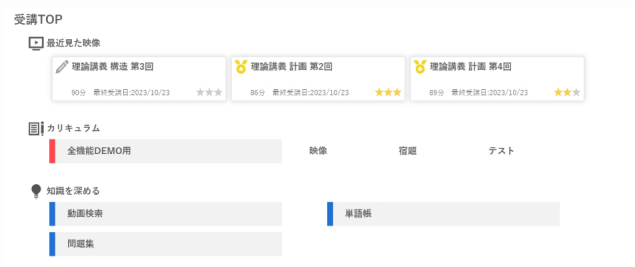 受講TOP
最近見た映像
理論講義 構造 第3回
90分 最終受講日:2023/10/23
理論講義 計画 第2回
86分 最終受講日:2023/10/23
理論講義 計画 第4回
89分 最終受講日:2023/10/23
カリキュラム
全機能DEMO用 映像 宿題 テスト
知識を深める
動画検索 単語帳
問題集